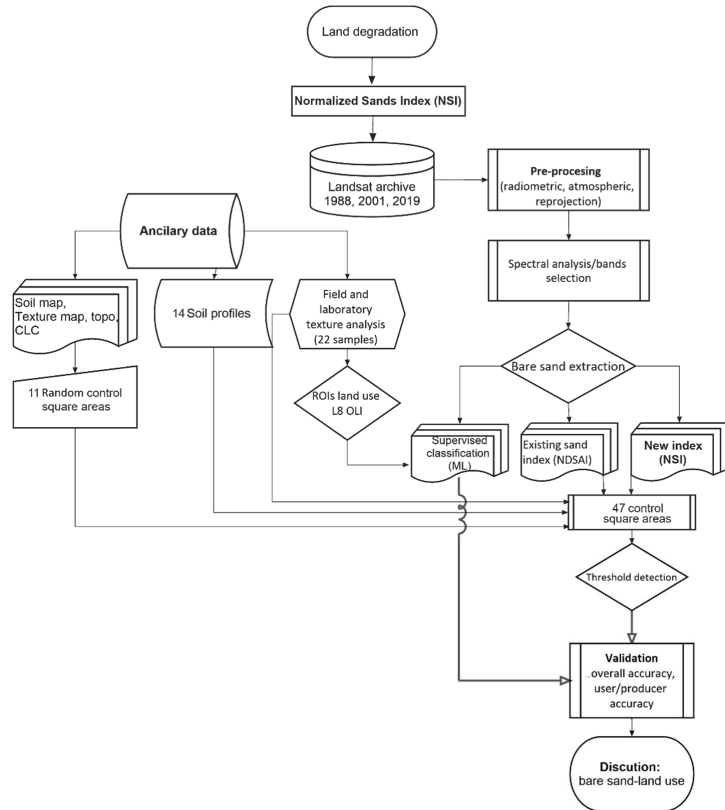 Land degradation
Normalized Sands Index (NSI)
Landsat archive
1988, 2001, 2019
Pre-procesing
(radiometric, atmospheric,
reprojection)
Ancilary data
Spectral analysis/bands
selection
Soil map,
Texture map, topo,
CLC
14 Soil profiles
Field and
laboratory
texture analysis
(22 samples)
Bare sand extraction
11 Random control
square areas
ROIs land use
L8 OLI
Supervised
classification
(ML)
Existing sand
index (NDSAI)
New index
(NSI)
47 control
square areas
Threshold detection
Validation
overall accuracy,
user/producer
accuracy
Discution:
bare sand-land use